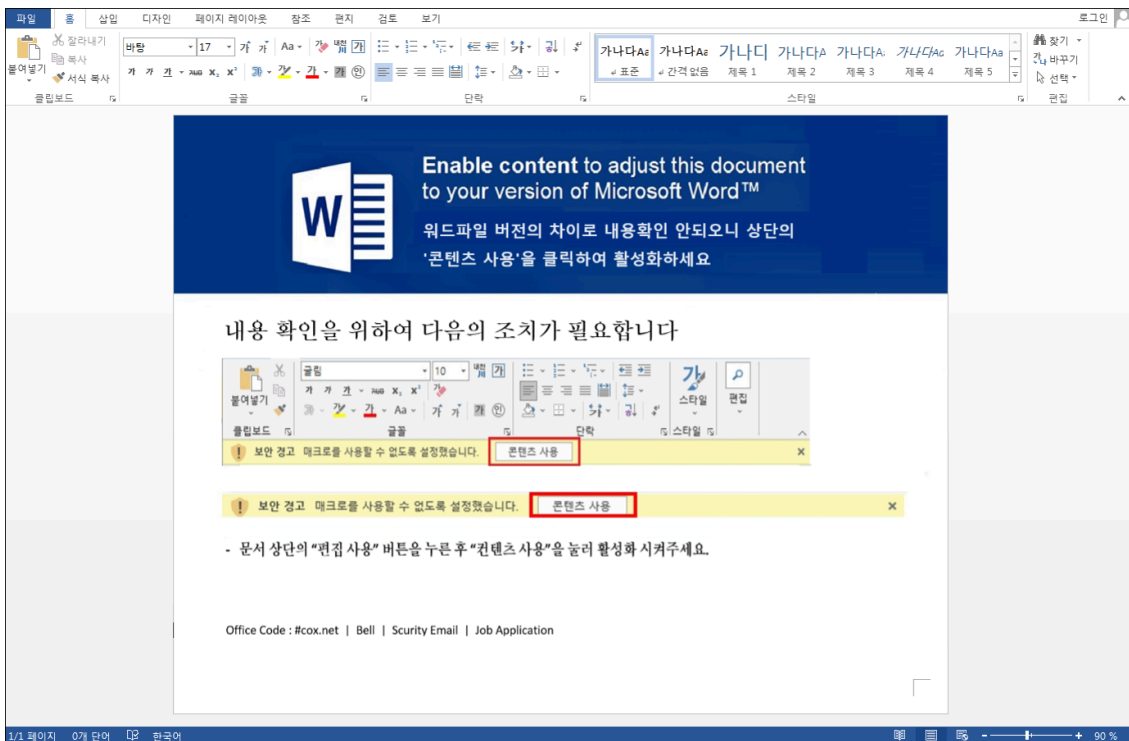 파일 홈 삽입 디자인 페이지 레이아웃 참조 편지 검토 보기 로그인
붙여넣기
잘라내기
복사
서식 복사
클립보드
바탕 17
글꼴
단락
가나다Aa 가나다Aa 가나디 가나다A 가나다A 가나다AG 가나다Aa
표준 간격 없음 제목 1 제목 2 제목 3 제목 4 제목 5
스타일
찾기
바꾸기
선택
편집
Enable content to adjust this document
to your version of Microsoft Word™
워드파일 버전의 차이로 내용확인 안되오니 상단의
'콘텐츠 사용'을 클릭하여 활성화하세요
W
내용 확인을 위하여 다음의 조치가 필요합니다
붙여넣기
굴림 10
스타일
편집
클립보드 글꼴 단락 스타일
보안 경고 매크로를 사용할 수 없도록 설정했습니다. 콘텐츠 사용
보안 경고 매크로를 사용할 수 없도록 설정했습니다. 콘텐츠 사용
- 문서 상단의 “편집 사용” 버튼을 누른 후 “컨텐츠 사용”을 눌러 활성화 시켜주세요.
Office Code : #cox.net | Bell | Scurity Email | Job Application
1/1 페이지 0개 단어 한국어 90 %